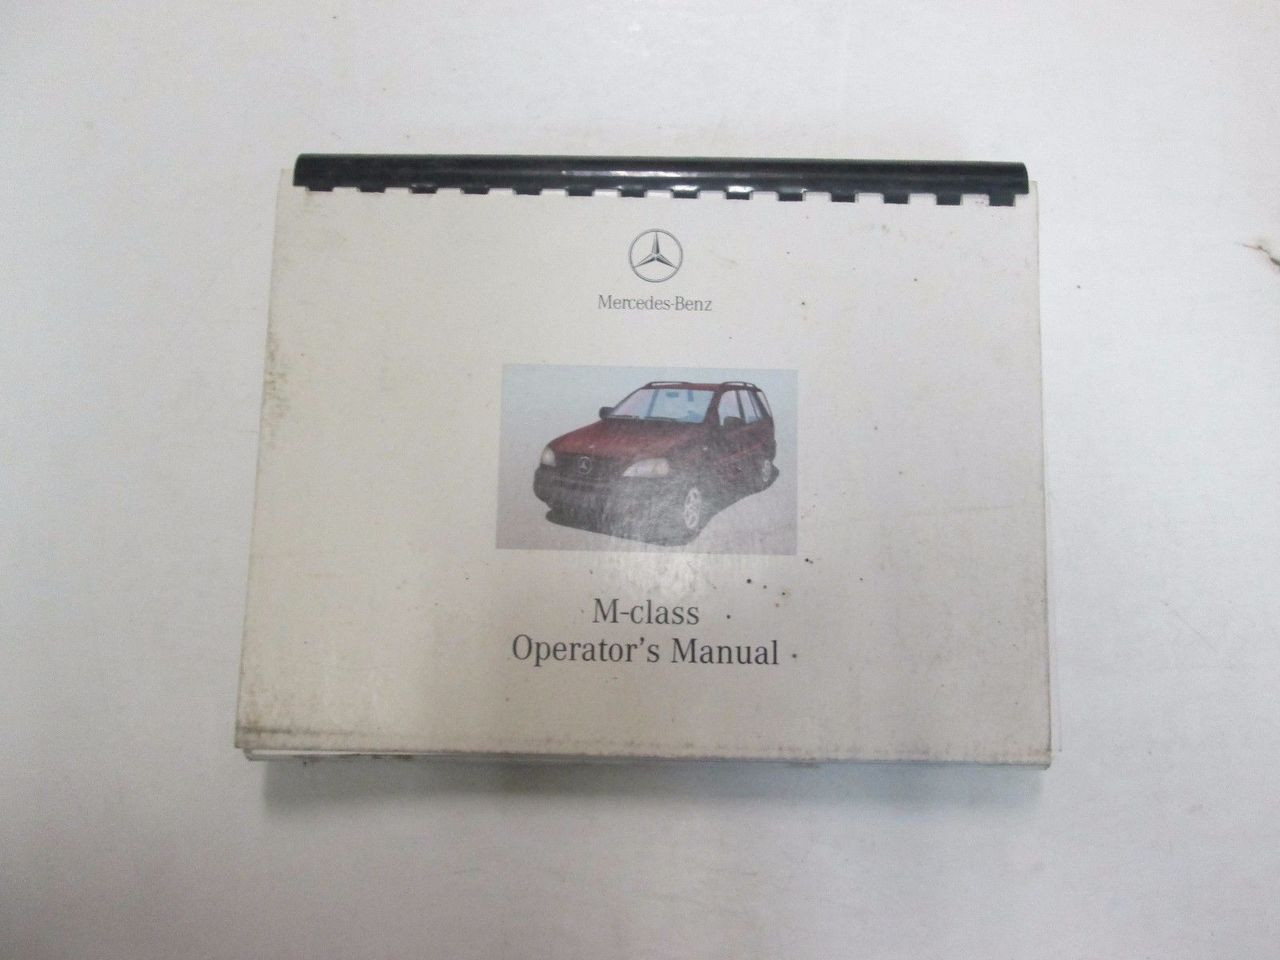 Mercedes-Benz
M-class
Operator's Manual